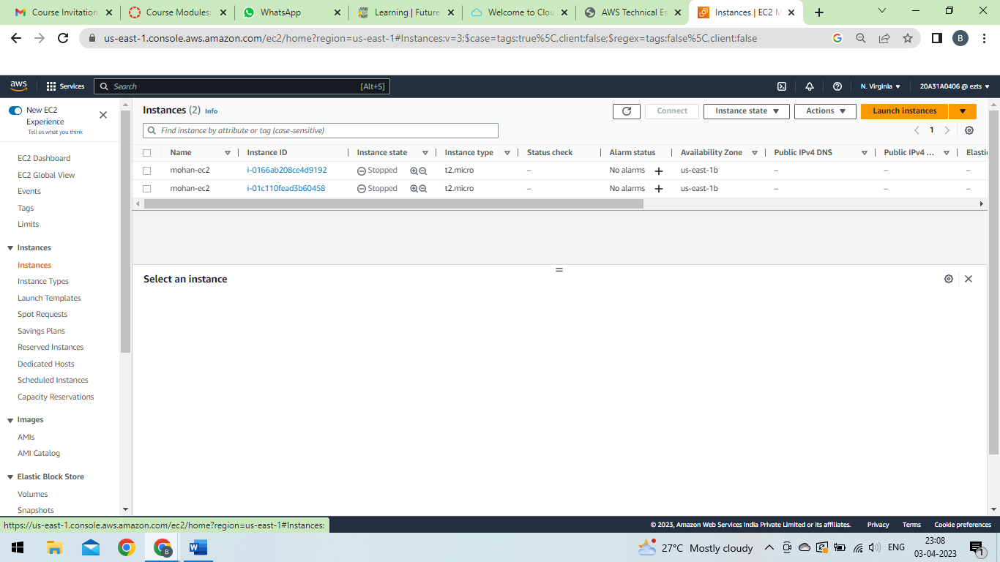 Course Invitation
Course Modules:
WhatsApp
Learning | Future
Welcome to Clou
AWS Technical Es
Instances | EC2 M
us-east-1.console.aws.amazon.com/ec2/home?region=us-east-1#Instances:v=3;$case=tags:true%5C,client:false;$regex=tags:false%5C,client:false
B
aws
Services
Search
[Alt+S]
N. Virginia
20A31A0406 @ ezts
New EC2
Experience
Tell us what you think
EC2 Dashboard
EC2 Global View
Events
Tags
Limits
Instances
Instances
Instance Types
Launch Templates
Spot Requests
Savings Plans
Reserved Instances
Dedicated Hosts
Scheduled Instances
Capacity Reservations
Images
AMIs
AMI Catalog
Elastic Block Store
Volumes
Snapshots
Instances (2) Info
Connect
Instance state
Actions
Launch instances
Find instance by attribute or tag (case-sensitive)
1
Name Instance ID Instance state Instance type Status check Alarm status Availability Zone Public IPv4 DNS Public IPv4 ... Elasti
mohan-ec2 i-0166ab208ce4d9192 Stopped t2.micro – No alarms + us-east-1b – – –
mohan-ec2 i-01c110fead3b60458 Stopped t2.micro – No alarms + us-east-1b – – –
Select an instance
https://us-east-1.console.aws.amazon.com/ec2/home?region=us-east-1#Instances:
© 2023, Amazon Web Services India Private Limited or its affiliates.
Privacy
Terms
Cookie preferences
B
W
27°C Mostly cloudy
ENG
23:08
03-04-2023
1